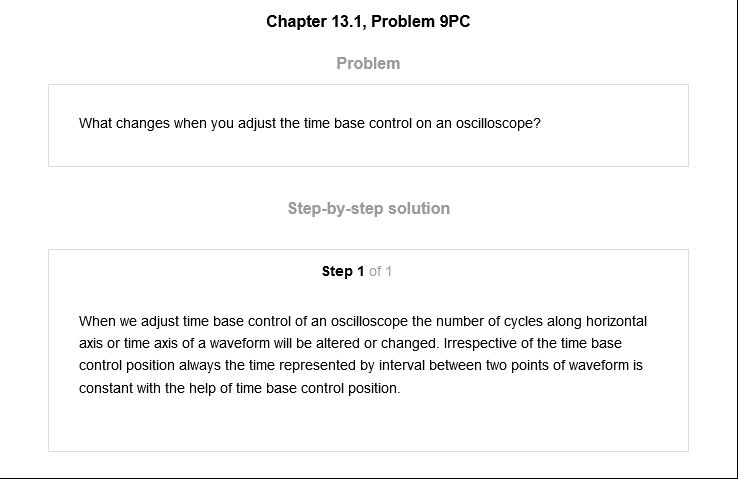 Chapter 13.1, Problem 9PC
Problem
What changes when you adjust the time base control on an oscilloscope?
Step-by-step solution
Step 1 of 1
When we adjust time base control of an oscilloscope the number of cycles along horizontal
axis or time axis of a waveform will be altered or changed. Irrespective of the time base
control position always the time represented by interval between two points of waveform is
constant with the help of time base control position.